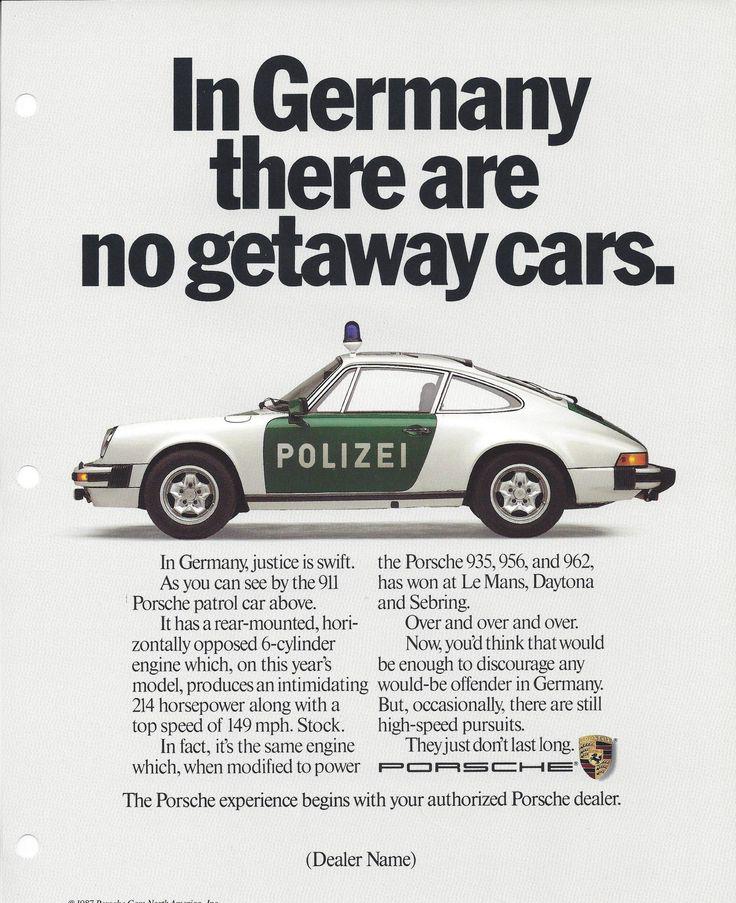 In Germany
there are
no getaway cars.
POLIZEI
In Germany, justice is swift.
As you can see by the 911
Porsche patrol car above.
It has a rear-mounted, hori-
zontally opposed 6-cylinder
engine which, on this year's
model, produces an intimidating
214 horsepower along with a
top speed of 149 mph. Stock.
In fact, it's the same engine
which, when modified to power
the Porsche 935, 956, and 962,
has won at Le Mans, Daytona
and Sebring.
Over and over and over.
Now, you'd think that would
be enough to discourage any
would-be offender in Germany.
But, occasionally, there are still
high-speed pursuits.
They just don't last long.
PORSCHE®
The Porsche experience begins with your authorized Porsche dealer.
(Dealer Name)
© 1987 Porsche Cars North America, Inc.